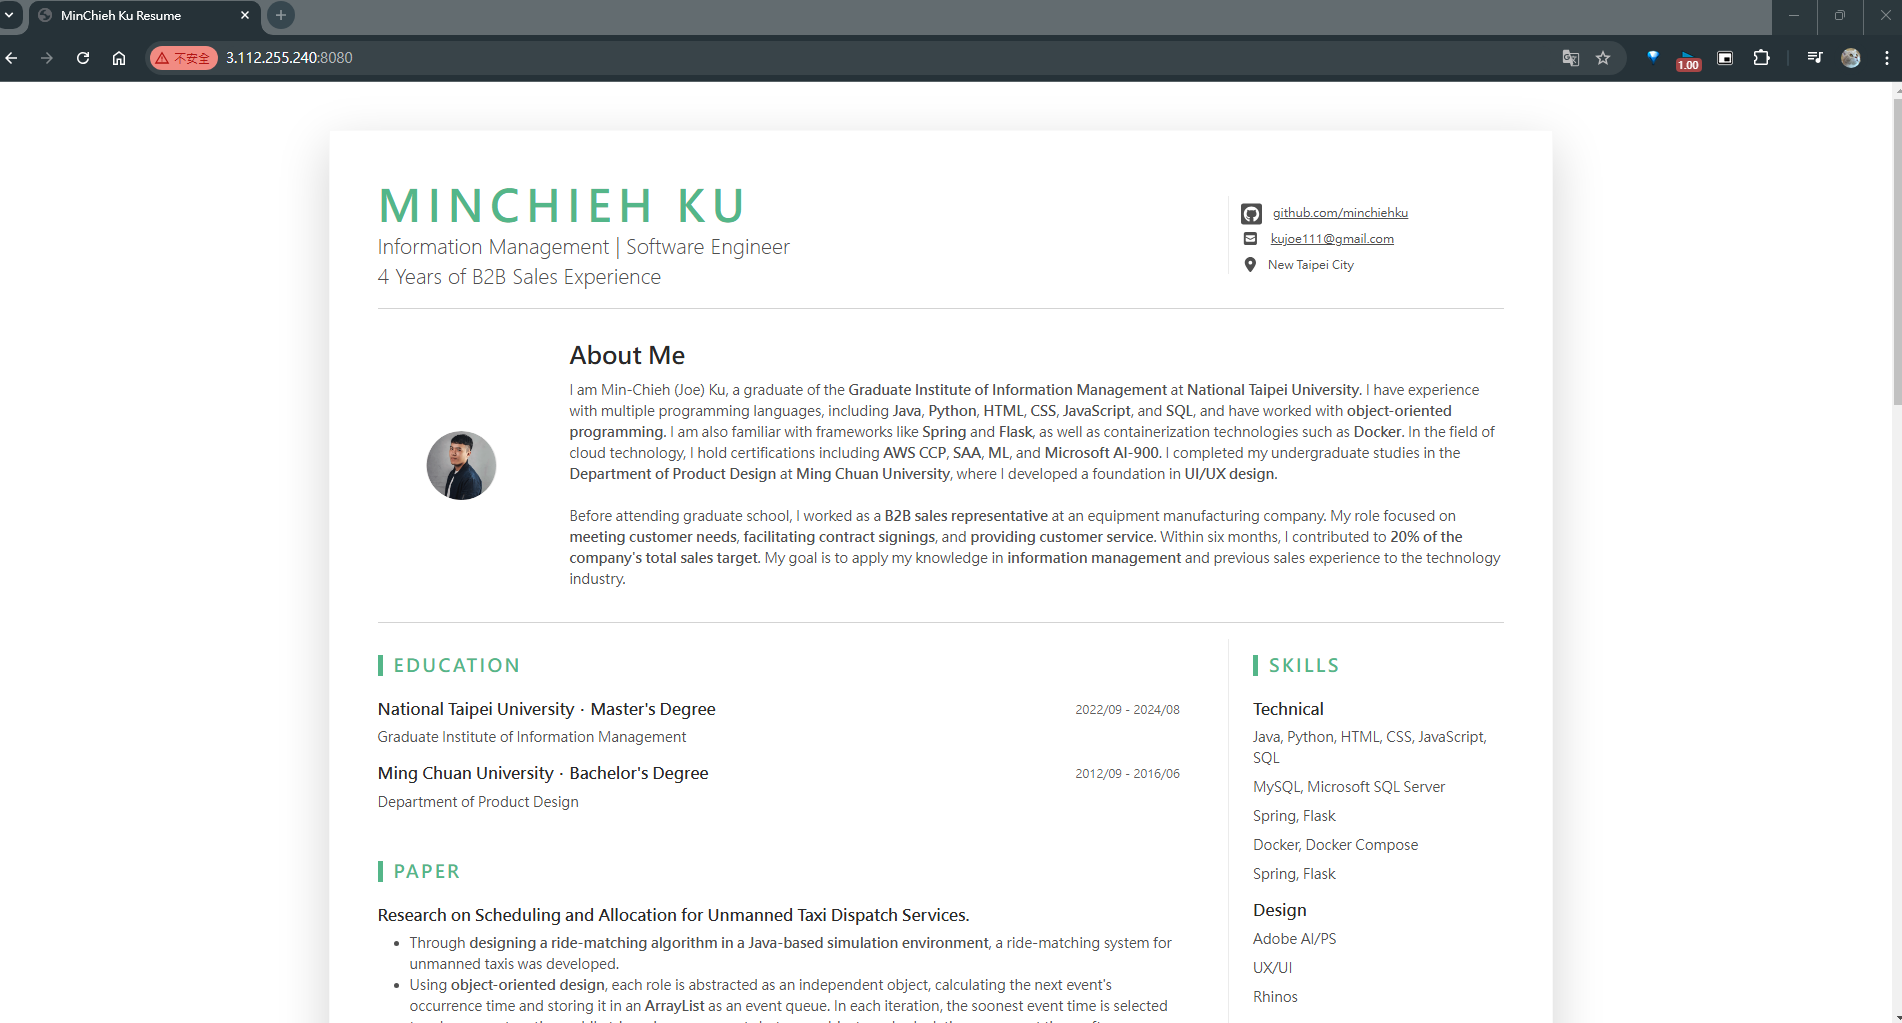 MinChieh Ku Resume
不安全
3.112.255.240:8080
1.00
MINCHIEH KU
Information Management | Software Engineer
4 Years of B2B Sales Experience
github.com/minchiehku
kujoe111@gmail.com
New Taipei City
About Me
I am Min-Chieh (Joe) Ku, a graduate of the Graduate Institute of Information Management at National Taipei University. I have experience
with multiple programming languages, including Java, Python, HTML, CSS, JavaScript, and SQL, and have worked with object-oriented
programming. I am also familiar with frameworks like Spring and Flask, as well as containerization technologies such as Docker. In the field of
cloud technology, I hold certifications including AWS CCP, SAA, ML, and Microsoft AI-900. I completed my undergraduate studies in the
Department of Product Design at Ming Chuan University, where I developed a foundation in UI/UX design.
Before attending graduate school, I worked as a B2B sales representative at an equipment manufacturing company. My role focused on
meeting customer needs, facilitating contract signings, and providing customer service. Within six months, I contributed to 20% of the
company's total sales target. My goal is to apply my knowledge in information management and previous sales experience to the technology
industry.
EDUCATION
National Taipei University · Master's Degree
2022/09 - 2024/08
Graduate Institute of Information Management
Ming Chuan University · Bachelor's Degree
2012/09 - 2016/06
Department of Product Design
PAPER
Research on Scheduling and Allocation for Unmanned Taxi Dispatch Services.
• Through designing a ride-matching algorithm in a Java-based simulation environment, a ride-matching system for
unmanned taxis was developed.
• Using object-oriented design, each role is abstracted as an independent object, calculating the next event's
occurrence time and storing it in an ArrayList as an event queue. In each iteration, the soonest event time is selected
SKILLS
Technical
Java, Python, HTML, CSS, JavaScript,
SQL
MySQL, Microsoft SQL Server
Spring, Flask
Docker, Docker Compose
Spring, Flask
Design
Adobe AI/PS
UX/UI
Rhinos